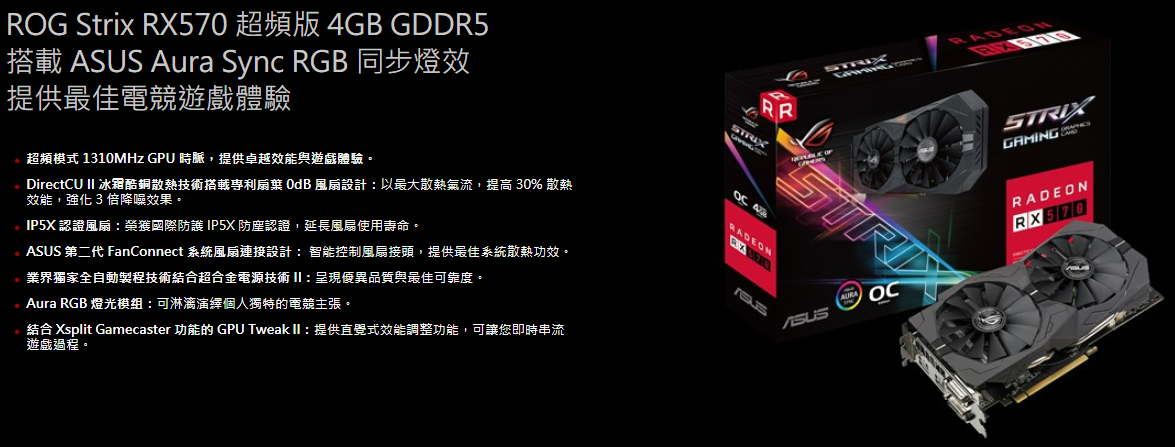 ROG Strix RX570 超頻版 4GB GDDR5
搭載 ASUS Aura Sync RGB 同步燈效
提供最佳電競遊戲體驗
超頻模式 1310MHz GPU 時脈，提供卓越效能與遊戲體驗。
DirectCU II 冰霜酷銅散熱技術搭載專利扇葉 0dB 風扇設計：以最大散熱氣流，提高 30% 散熱
效能，強化 3 倍降噪效果。
IP5X 認證風扇：榮獲國際防護 IP5X 防塵認證，延長風扇使用壽命。
ASUS 第二代 FanConnect 系統風扇連接設計： 智能控制風扇接頭，提供最佳系統散熱功效。
業界獨家全自動製程技術結合超合金電源技術 II：呈現優異品質與最佳可靠度。
Aura RGB 燈光模組：可淋漓演繹個人獨特的電競主張。
結合 Xsplit Gamecaster 功能的 GPU Tweak II：提供直覺式效能調整功能，可讓您即時串流
遊戲過程。
RADEON
RX 570
STRIX
GAMING GRAPHICS CARD
REPUBLIC OF
GAMERS
STRIX
GAMING GRAPHICS CARD
RADEON
RX 570
STRIX
GAMING
OC 4GB
RADEON
RX 570
ASUS
STRIX
ASUS
AURA
SYNC
OC
ASUS
ASUS